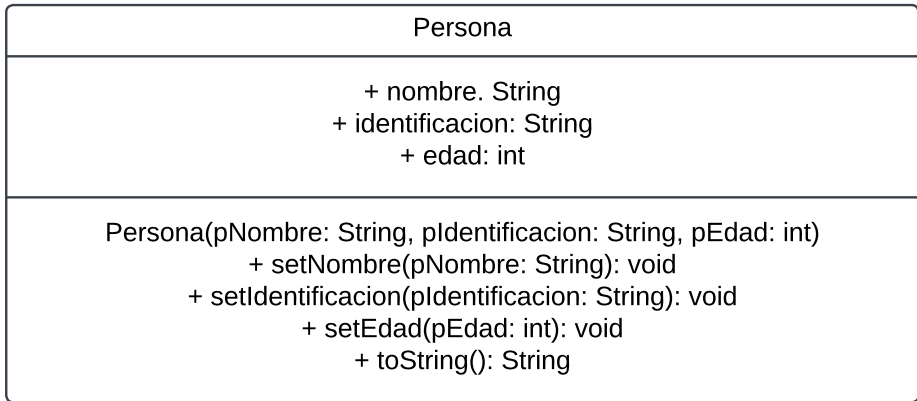 Persona
+ nombre. String
+ identificacion: String
+ edad: int
Persona(pNombre: String, pIdentificacion: String, pEdad: int)
+ setNombre(pNombre: String): void
+ setIdentificacion(pIdentificacion: String): void
+ setEdad(pEdad: int): void
+ toString(): String